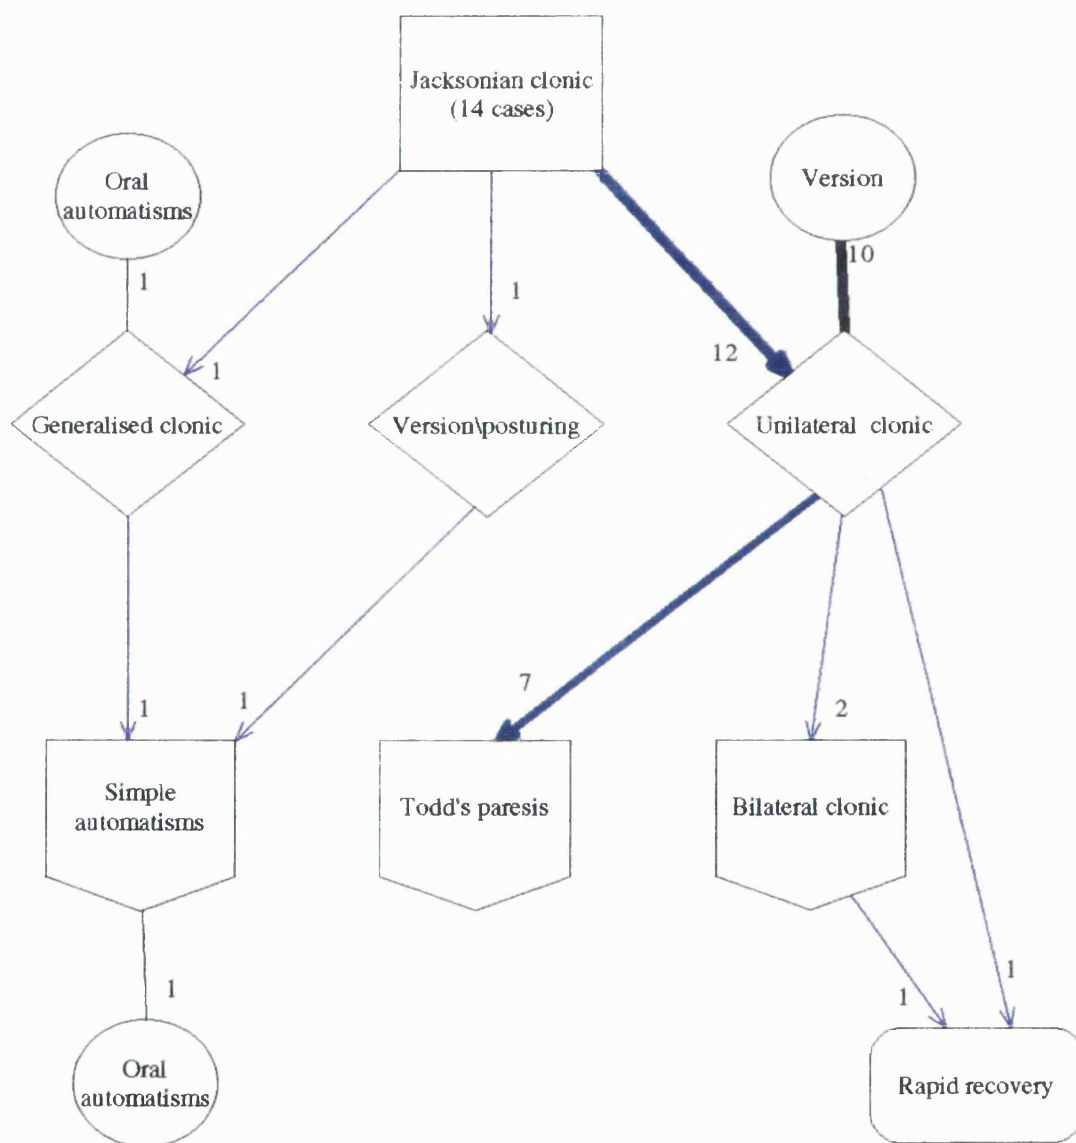 Jacksonian clonic
(14 cases)
Oral
automatisms
Version
10
1
1
12
1
Generalised clonic
Version\posturing
Unilateral clonic
7
1
1
2
Simple
automatisms
Todd's paresis
Bilateral clonic
1
1
1
Oral
automatisms
Rapid recovery